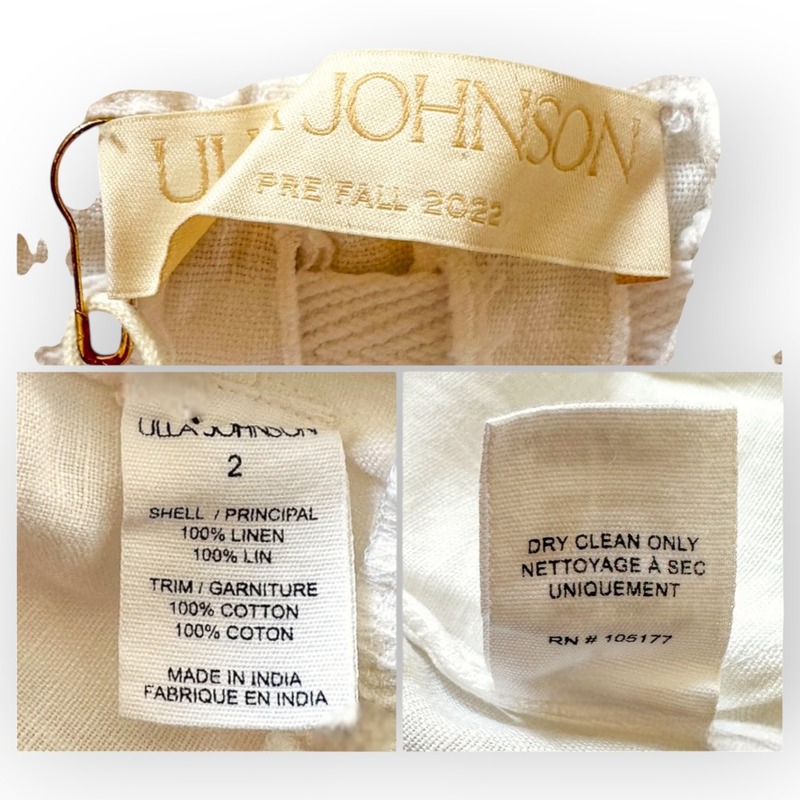 ULLA JOHNSON
PRE FALL 2022
ULLA JOHNSON
2
SHELL / PRINCIPAL
100% LINEN
100% LIN
TRIM / GARNITURE
100% COTTON
100% COTON
MADE IN INDIA
FABRIQUE EN INDIA
DRY CLEAN ONLY
NETTOYAGE À SEC
UNIQUEMENT
RN # 105177